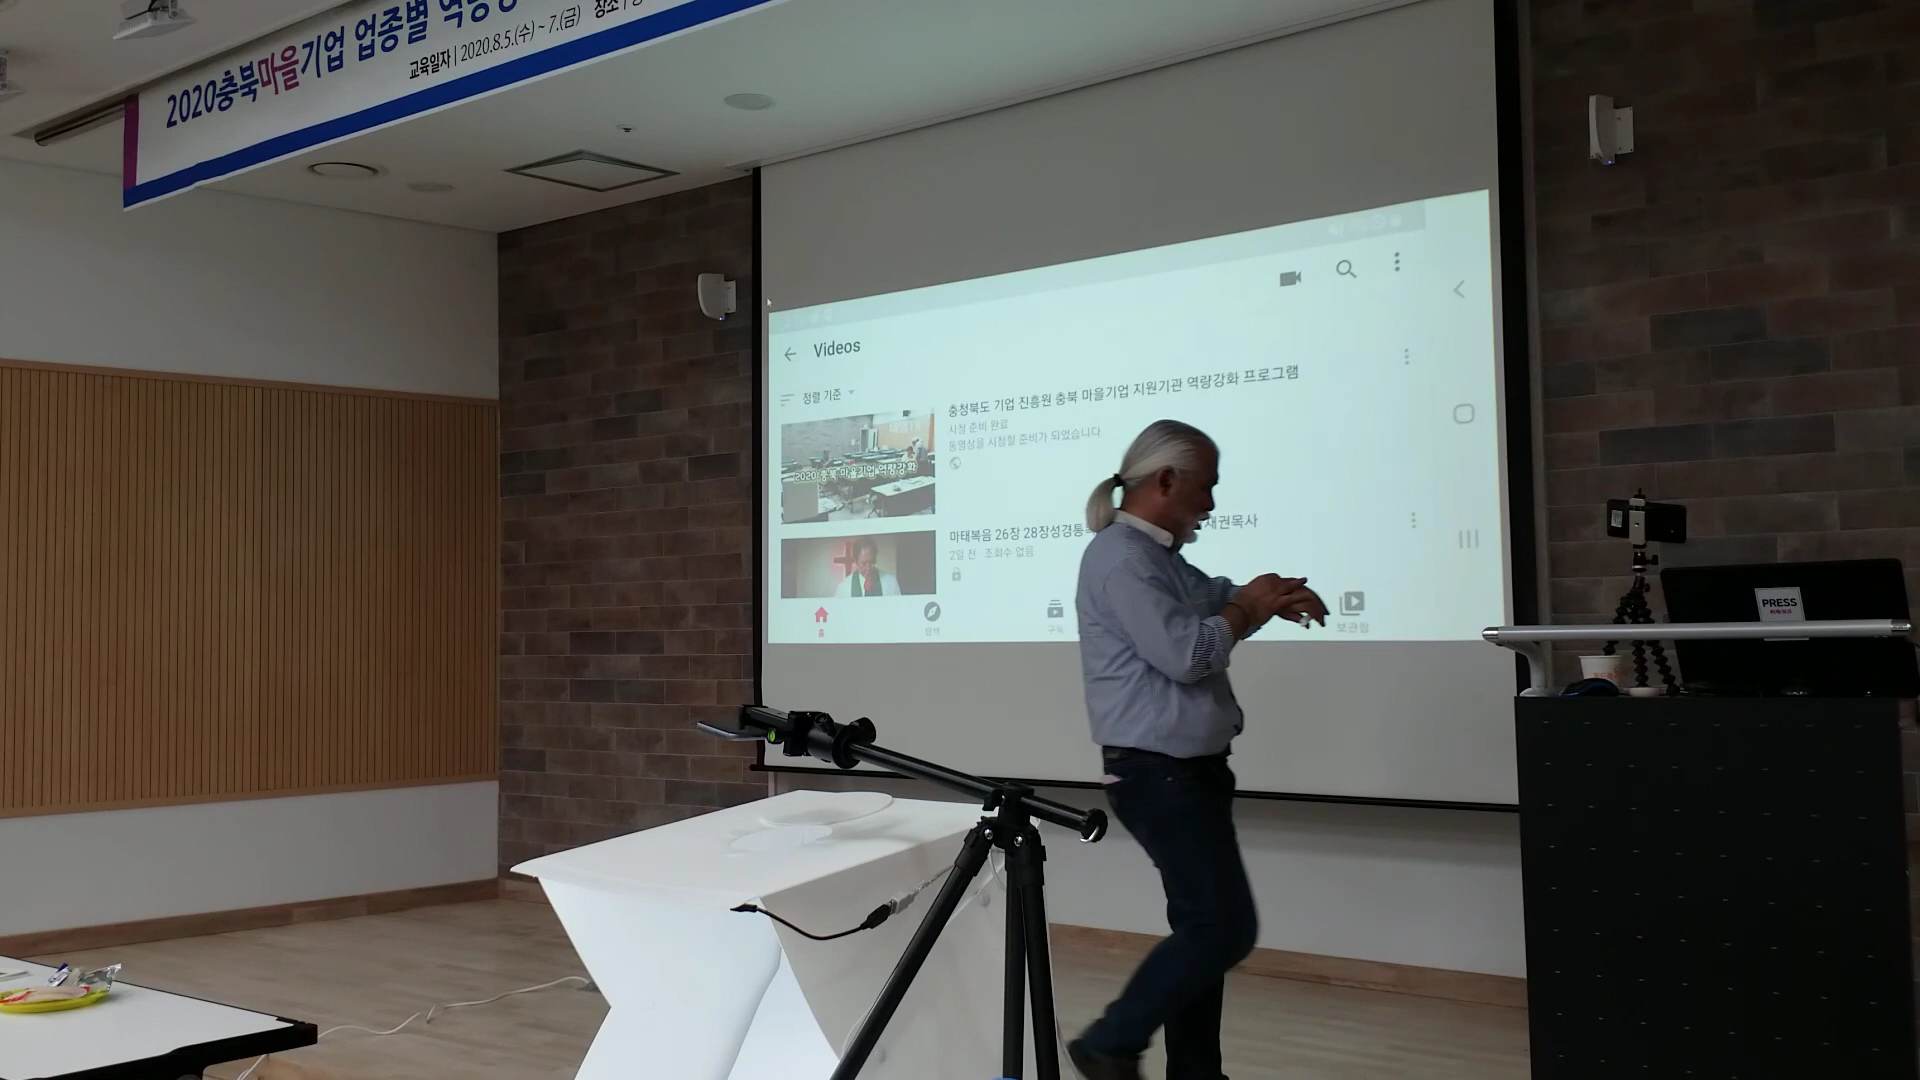 2020충북마을기업 업종별 역량
교육일자 | 2020.8.5.(수) ~ 7.(금) 장소
Videos
정렬 기준
충청북도 기업 진흥원 충북 마을기업 지원기관 역량강화 프로그램
시청 준비 완료
동영상을 시청할 준비가 되었습니다
2020 충북 마을기업 역량강화
마태복음 26장 28장성경통 재권목사
2일 전 · 조회수 없음
홈
탐색
구독
보관함
PRESS